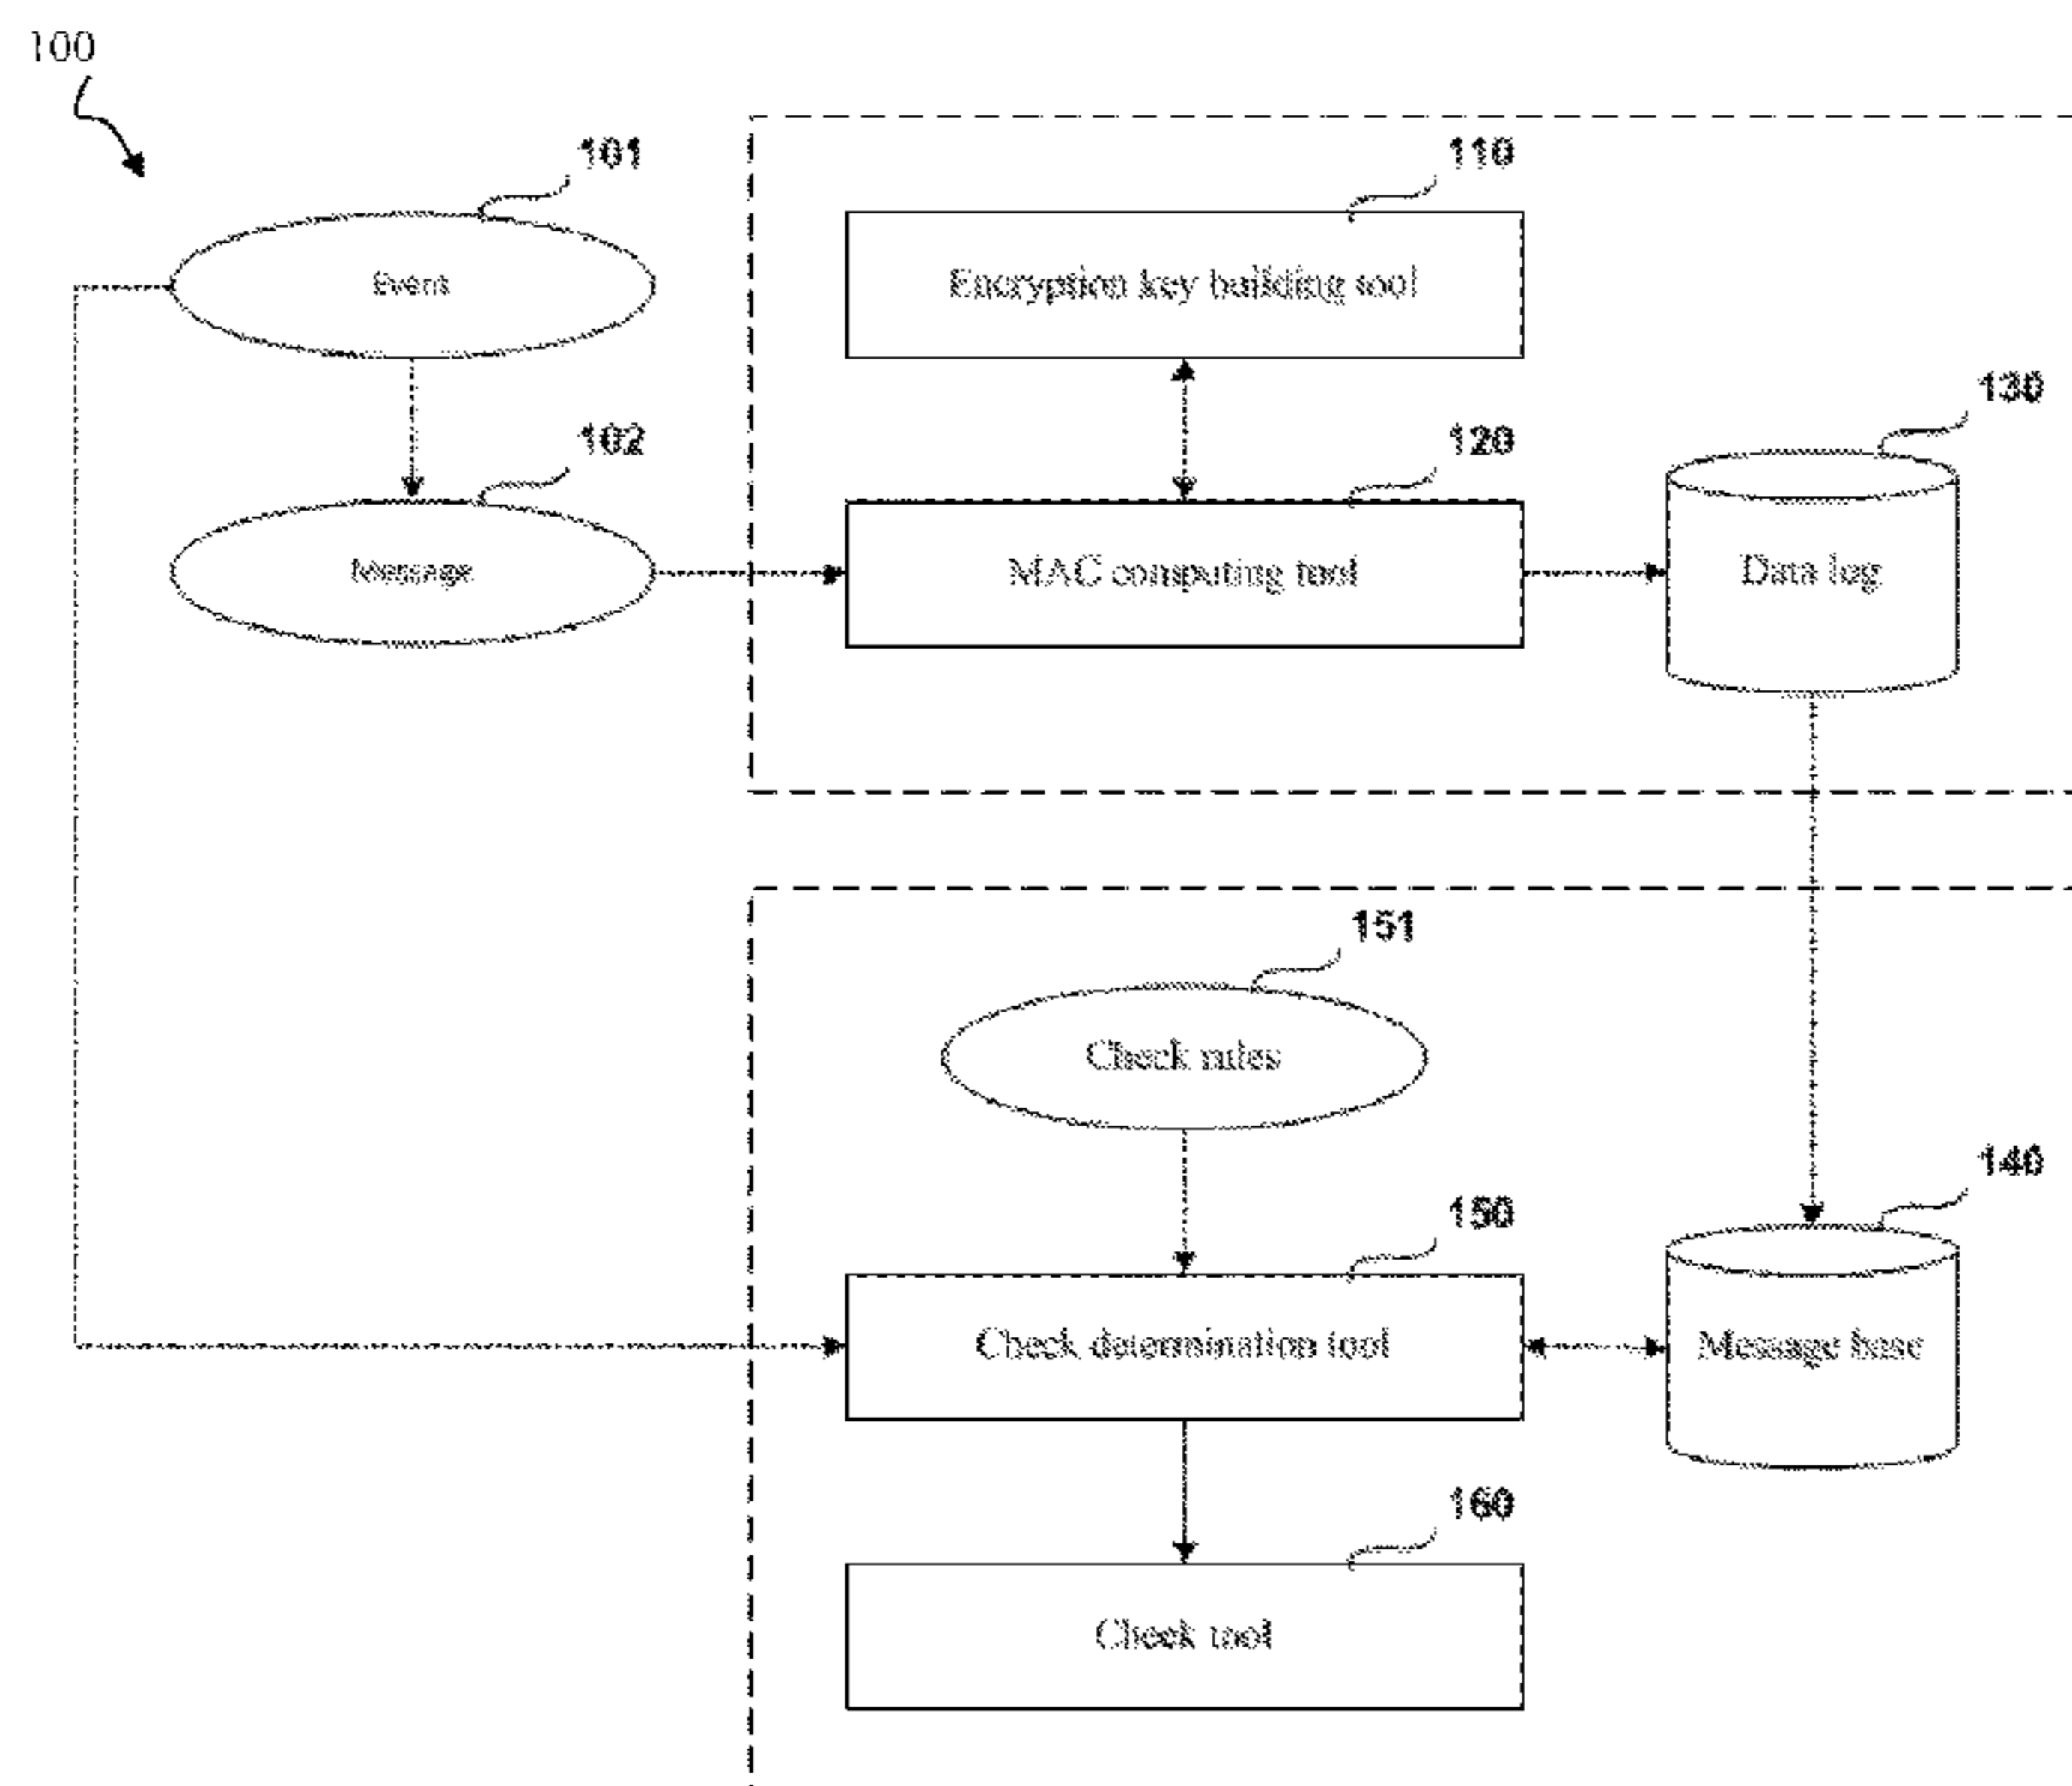 100
101
110
Event
Encryption key building tool
130
102
120
Message
MAC computing tool
Data log
151
Check rules
140
150
Check determination tool
Message base
160
Check tool